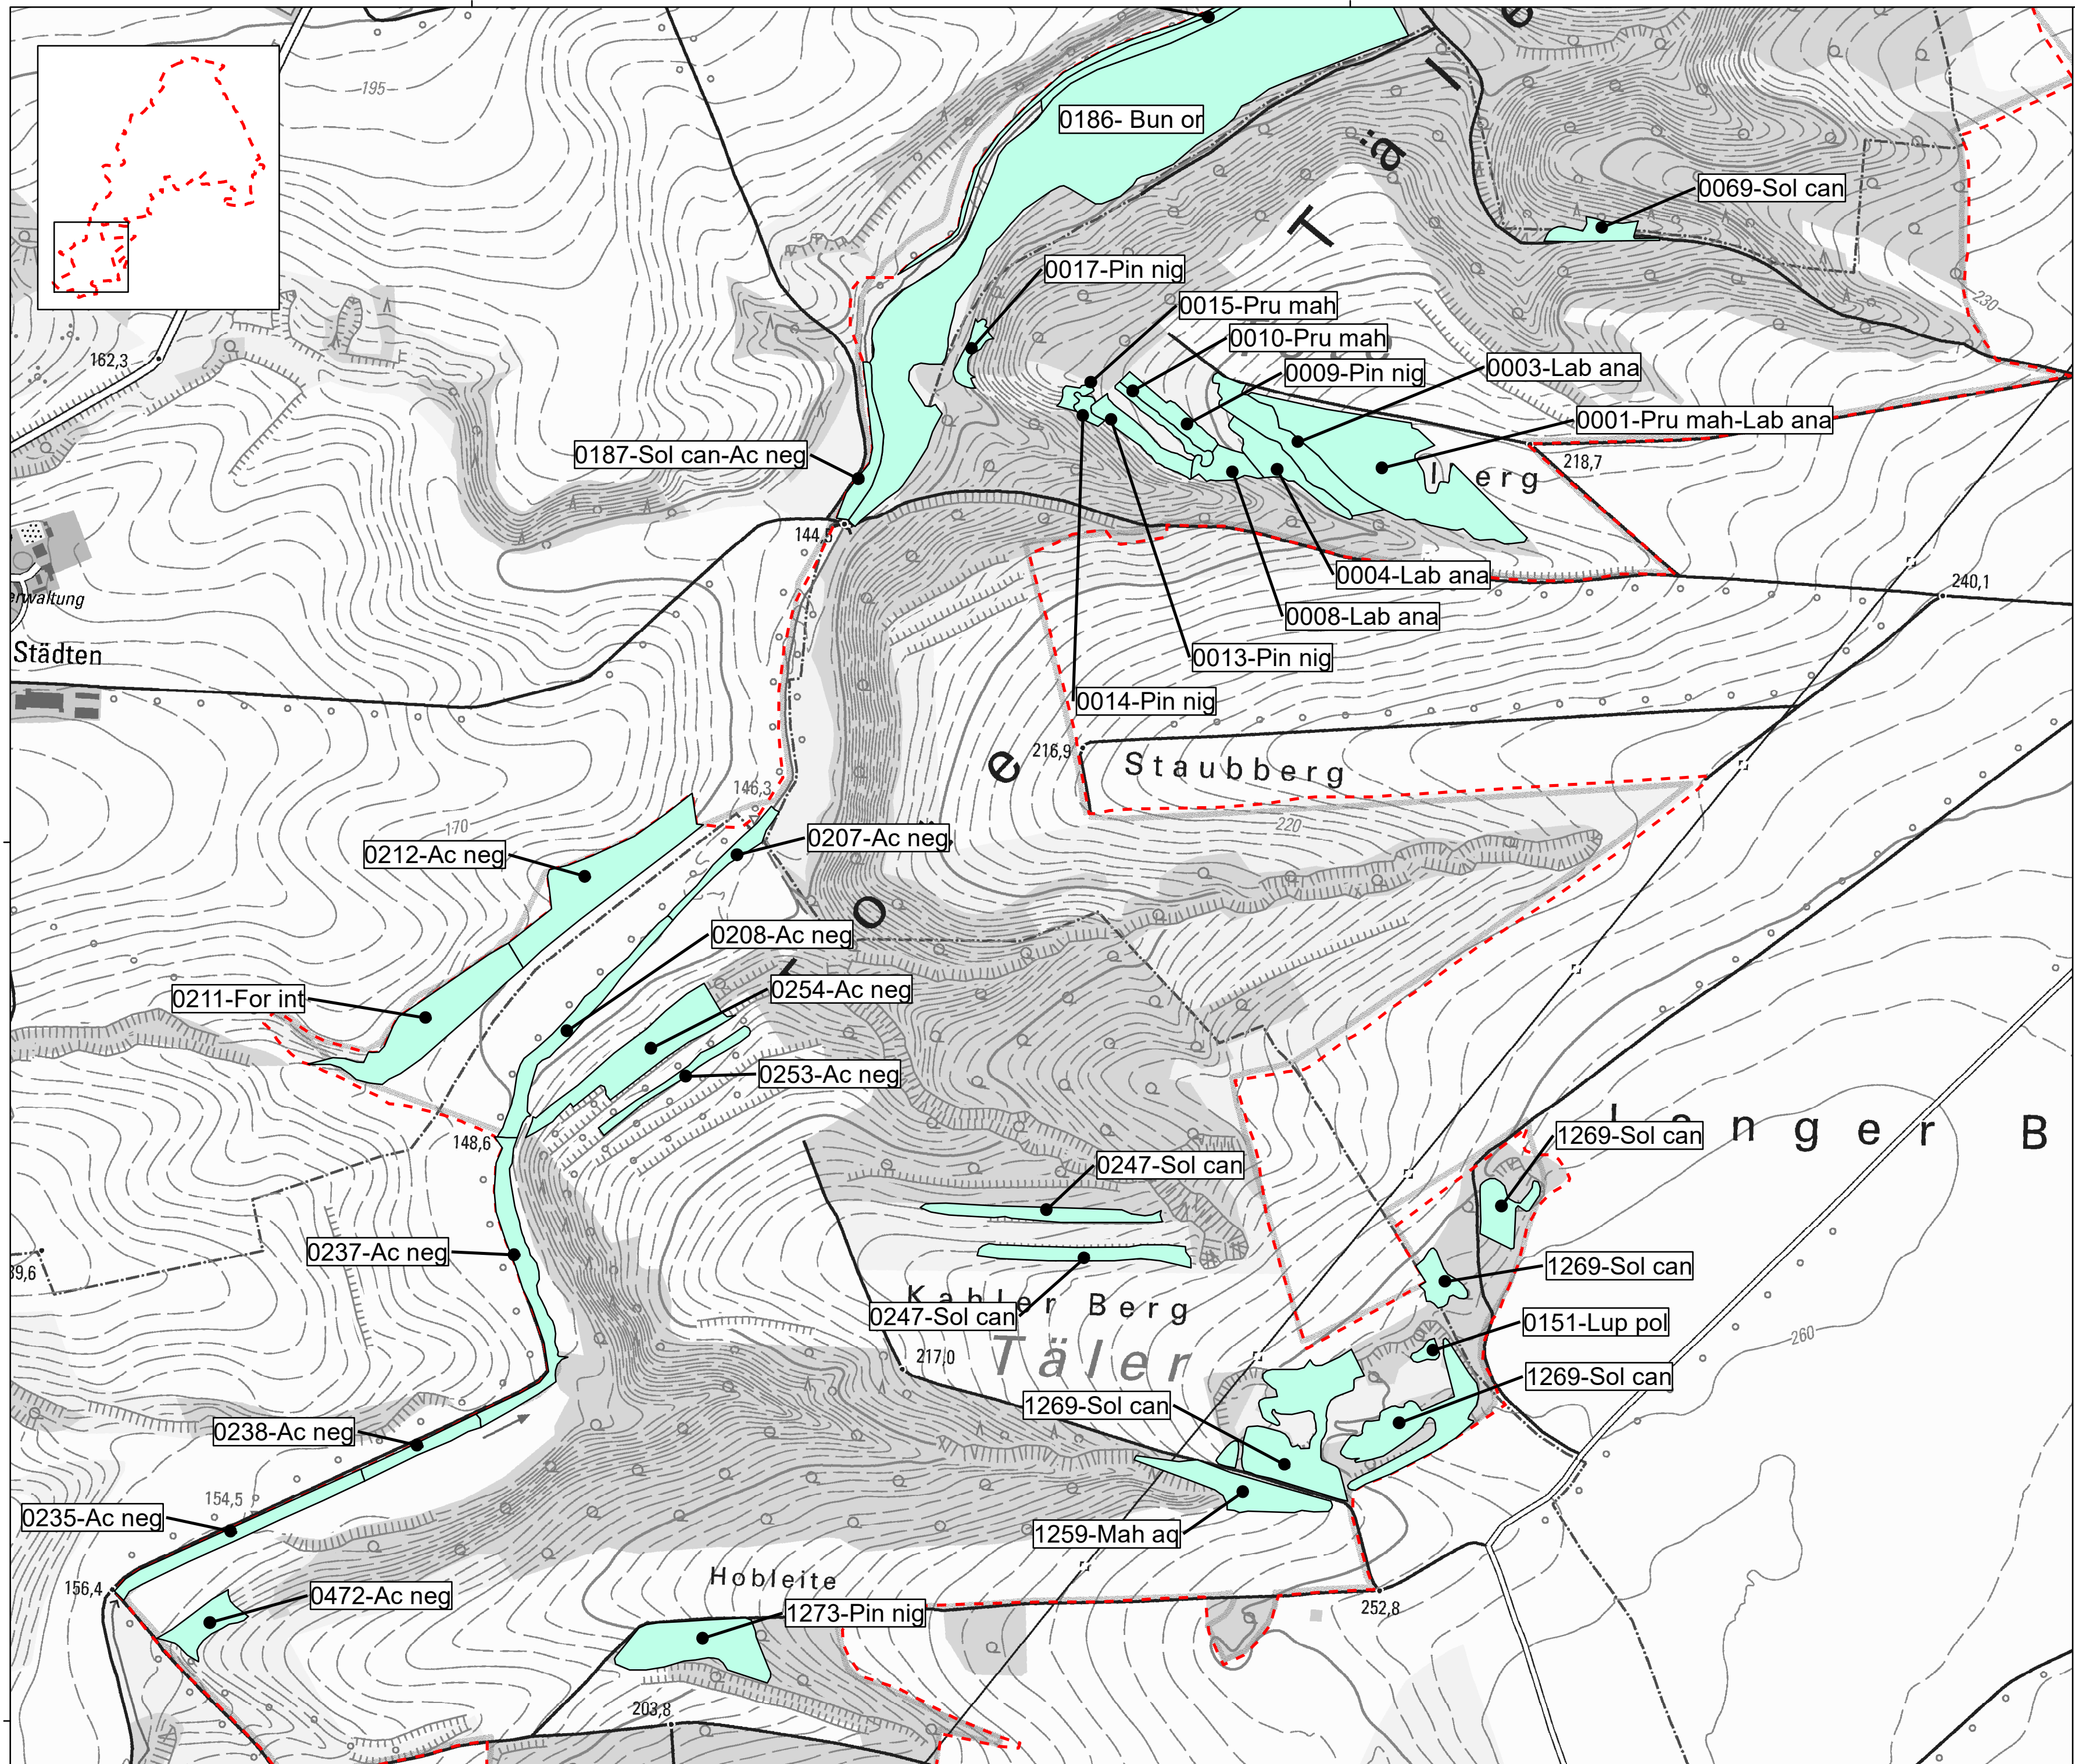 195
0186- Bun or
0069-Sol can
0017-Pin nig
230
0015-Pru mah
0010-Pru mah
162,3
0009-Pin nig
0003-Lab ana
0001-Pru mah-Lab ana
0187-Sol can-Ac neg
218,7
berg
144,5
0004-Lab ana
240,1
erwaltung
0008-Lab ana
Städten
0013-Pin nig
0014-Pin nig
216,9
Staubberg
146,3
170
220
0207-Ac neg
0212-Ac neg
0208-Ac neg
0254-Ac neg
0211-For int
0253-Ac neg
Langer B
148,6
1269-Sol can
0247-Sol can
0237-Ac neg
39,6
1269-Sol can
Kahler Berg
0247-Sol can
0151-Lup pol
260
217,0
Täler
1269-Sol can
1269-Sol can
0238-Ac neg
154,5
0235-Ac neg
1259-Mah aq
Hobleite
156,4
0472-Ac neg
1273-Pin nig
252,8
203,8